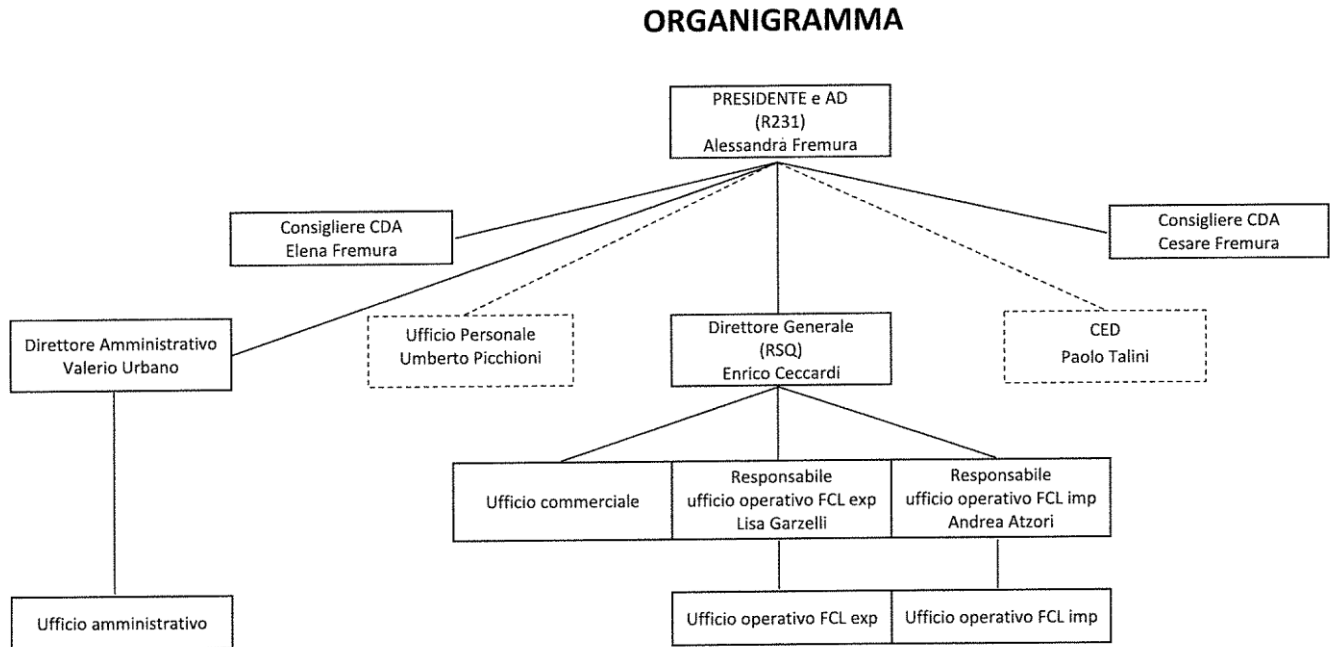 ORGANIGRAMMA
PRESIDENTE e AD
(R231)
Alessandra Fremura
Consigliere CDA
Elena Fremura
Consigliere CDA
Cesare Fremura
Direttore Amministrativo
Valerio Urbano
Ufficio Personale
Umberto Picchioni
Direttore Generale
(RSQ)
Enrico Ceccardi
CED
Paolo Talini
Ufficio commerciale
Responsabile
ufficio operativo FCL exp
Lisa Garzelli
Responsabile
ufficio operativo FCL imp
Andrea Atzori
Ufficio amministrativo
Ufficio operativo FCL exp
Ufficio operativo FCL imp